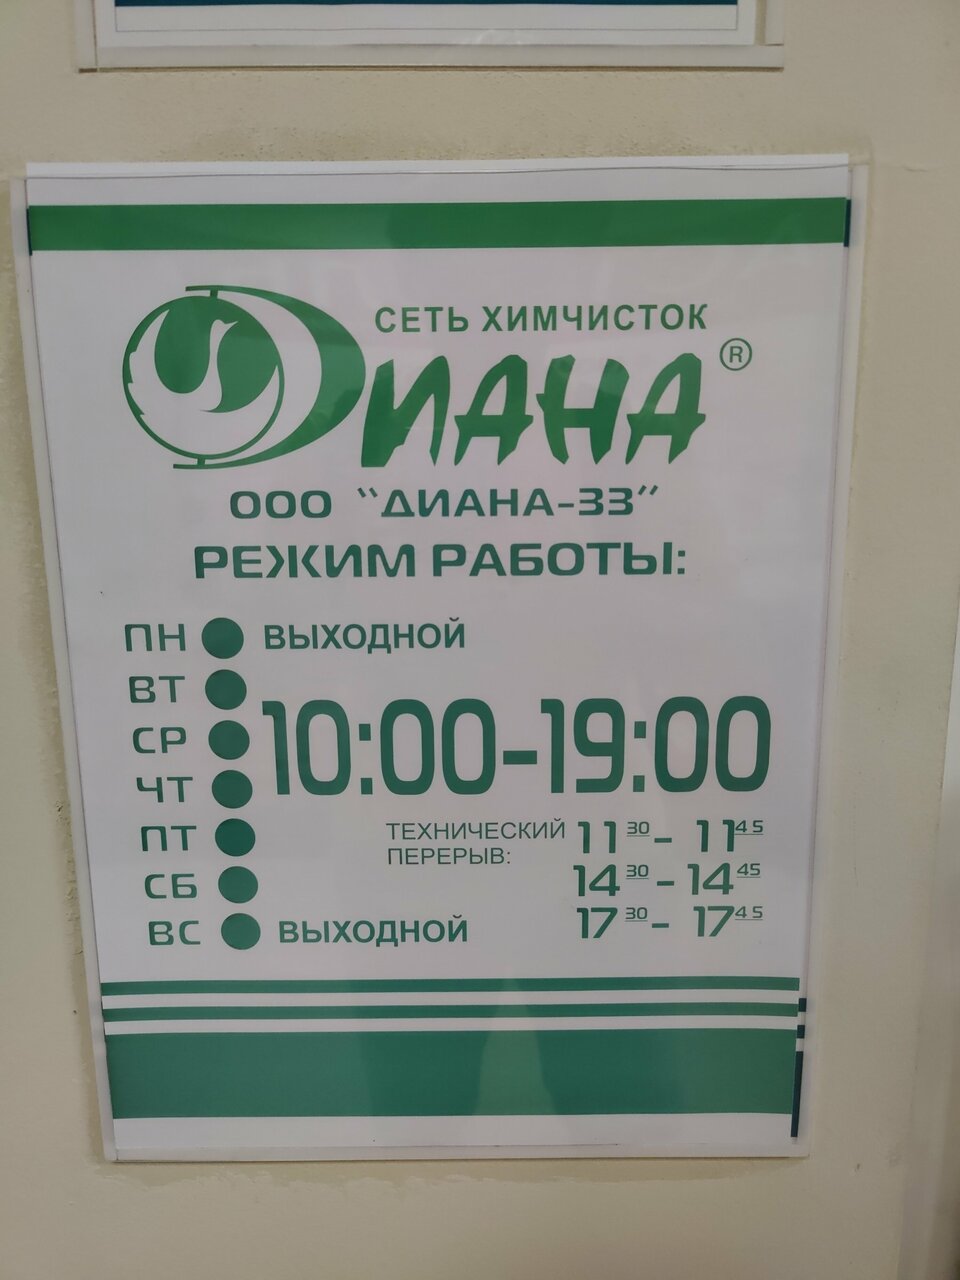 СЕТЬ ХИМЧИСТОК
ДИАНА®
ООО "ДИАНА-33"
РЕЖИМ РАБОТЫ:
ПН ВЫХОДНОЙ
ВТ
СР
10:00-19:00
ЧТ
ПТ
ТЕХНИЧЕСКИЙ ПЕРЕРЫВ:
11 30 - 11 45
СБ
14 30 - 14 45
ВС ВЫХОДНОЙ
17 30 - 17 45